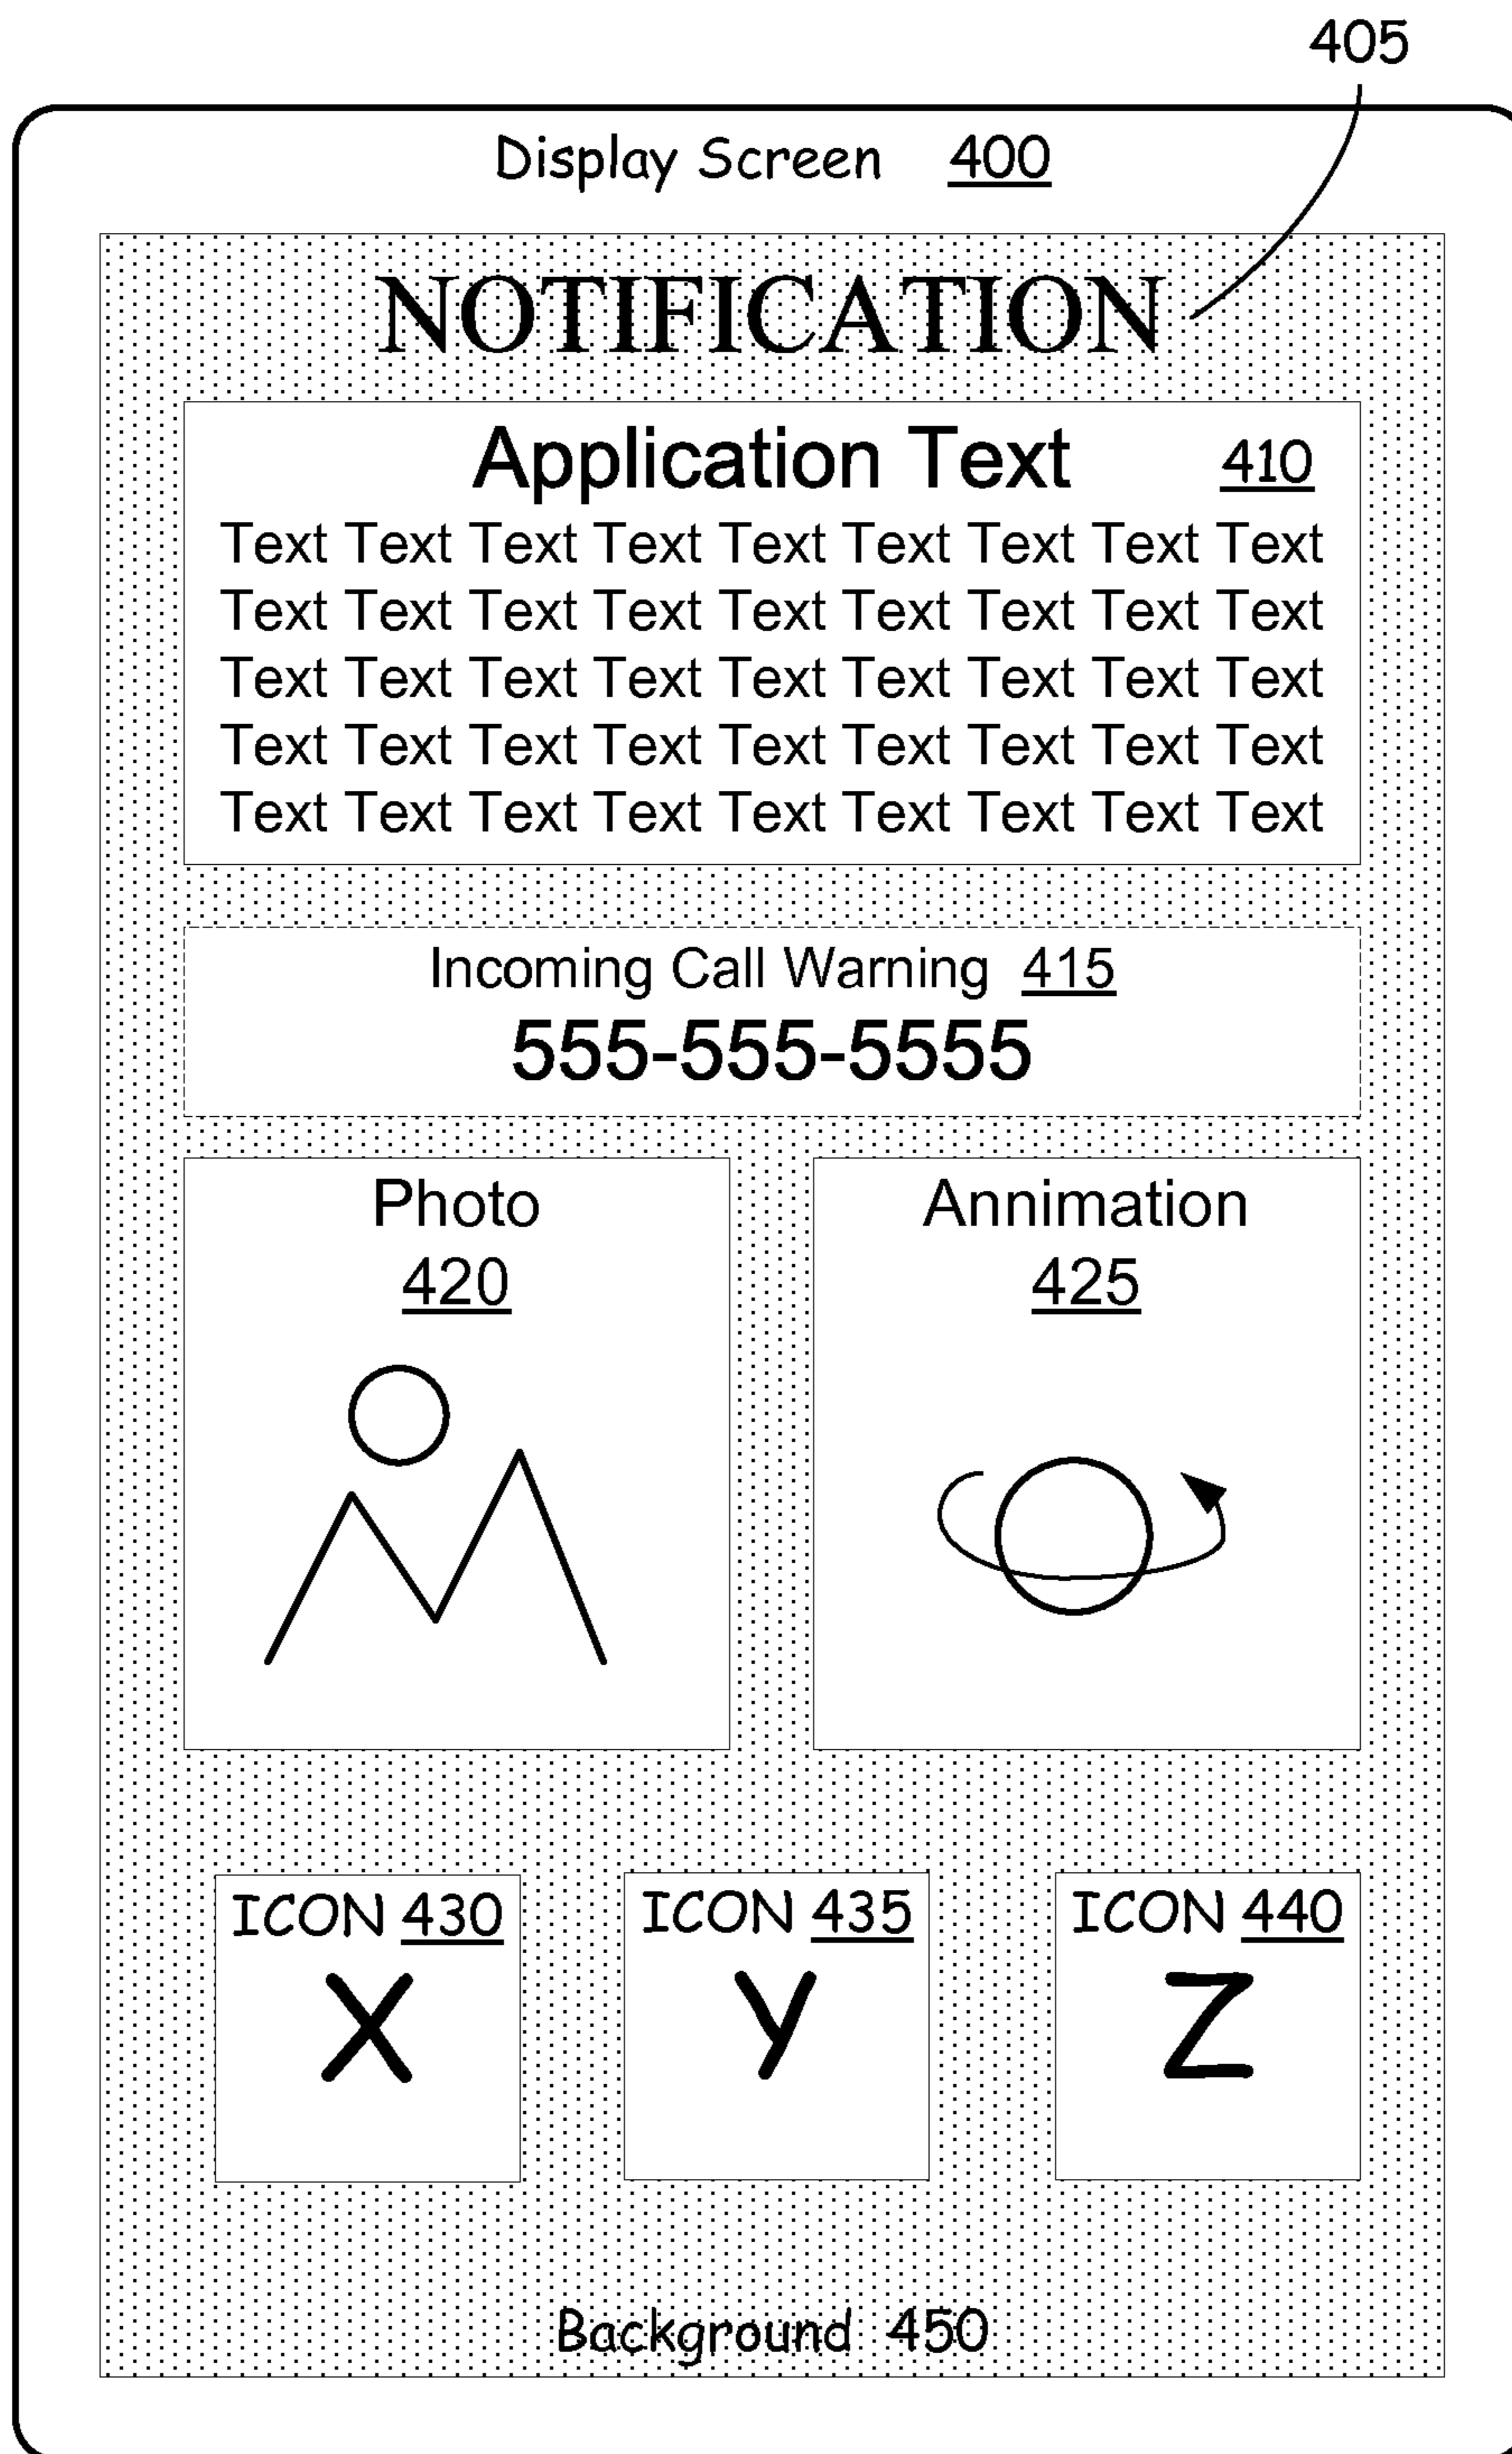 405
Display Screen 400
NOTIFICATION
Application Text 410
Text Text Text Text Text Text Text Text Text
Text Text Text Text Text Text Text Text Text
Text Text Text Text Text Text Text Text Text
Text Text Text Text Text Text Text Text Text
Text Text Text Text Text Text Text Text Text
Incoming Call Warning 415
555-555-5555
Photo
420
Annimation
425
ICON 430
X
ICON 435
Y
ICON 440
Z
Background 450